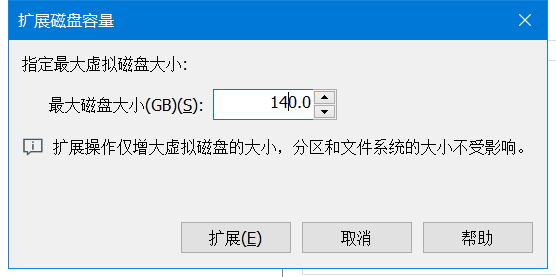 扩展磁盘容量
指定最大虚拟磁盘大小:
最大磁盘大小(GB)(S): 140.0
扩展操作仅增大虚拟磁盘的大小，分区和文件系统的大小不受影响。
扩展(E) 取消 帮助